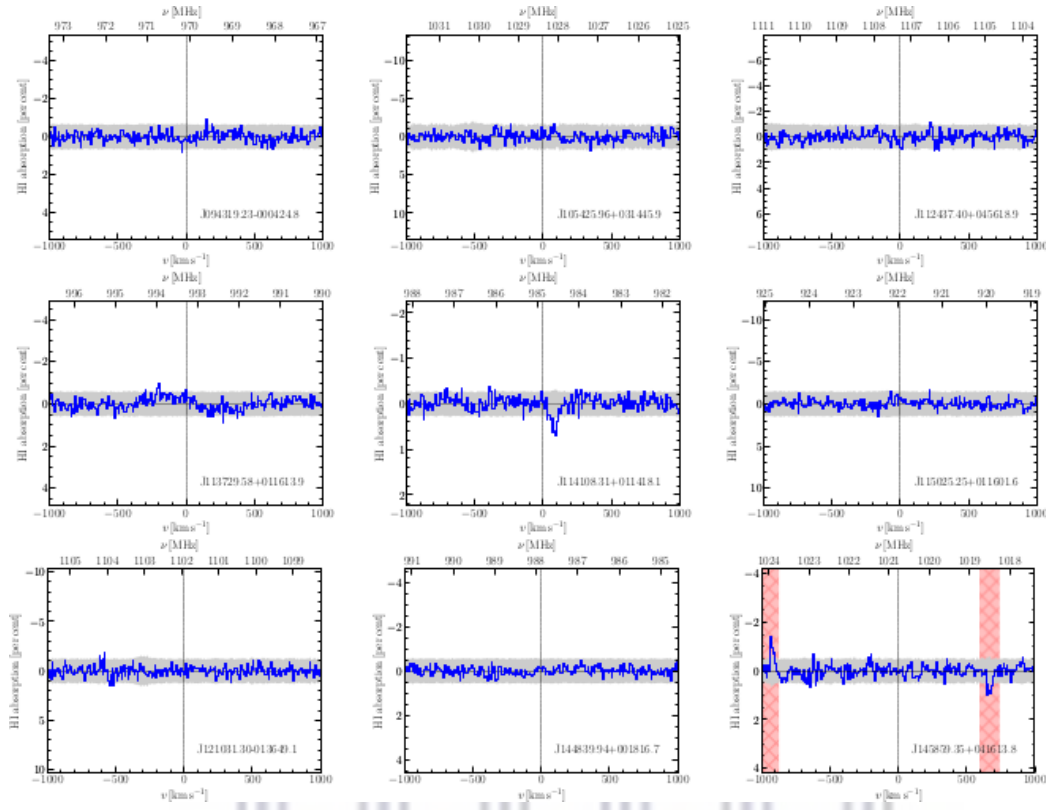 ν [MHz] ν [MHz] ν [MHz]
973 972 971 970 969 968 967 1031 1030 1029 1028 1027 1026 1025 1111 1110 1109 1108 1107 1106 1105 1104
−4 −10 −6
−2 −5 −4
−2
0 0 0
2 5 2
4 10 4
6
HI absorption [per cent] HI absorption [per cent] HI absorption [per cent]
J094319.23-000424.8 J105425.96+031445.9 J112437.40+045618.9
−1000 −500 0 500 1000 −1000 −500 0 500 1000 −1000 −500 0 500 1000
v [km s⁻¹] v [km s⁻¹] v [km s⁻¹]
ν [MHz] ν [MHz] ν [MHz]
996 995 994 993 992 991 990 988 987 986 985 984 983 982 925 924 923 922 921 920 919
−4 −2 −10
−2 −1 −5
0 0 0
2 1 5
4 2 10
HI absorption [per cent] HI absorption [per cent] HI absorption [per cent]
J113729.58+011613.9 J114108.31+011418.1 J115025.25+011601.6
−1000 −500 0 500 1000 −1000 −500 0 500 1000 −1000 −500 0 500 1000
v [km s⁻¹] v [km s⁻¹] v [km s⁻¹]
ν [MHz] ν [MHz] ν [MHz]
1105 1104 1103 1102 1101 1100 1099 991 990 989 988 987 986 985 1024 1023 1022 1021 1020 1019 1018
−10 −4 −4
−5 −2 −2
0 0 0
5 2 2
10 4 4
HI absorption [per cent] HI absorption [per cent] HI absorption [per cent]
J121031.30-013649.1 J144839.94+001816.7 J145859.35+041613.8
−1000 −500 0 500 1000 −1000 −500 0 500 1000 −1000 −500 0 500 1000
v [km s⁻¹] v [km s⁻¹] v [km s⁻¹]